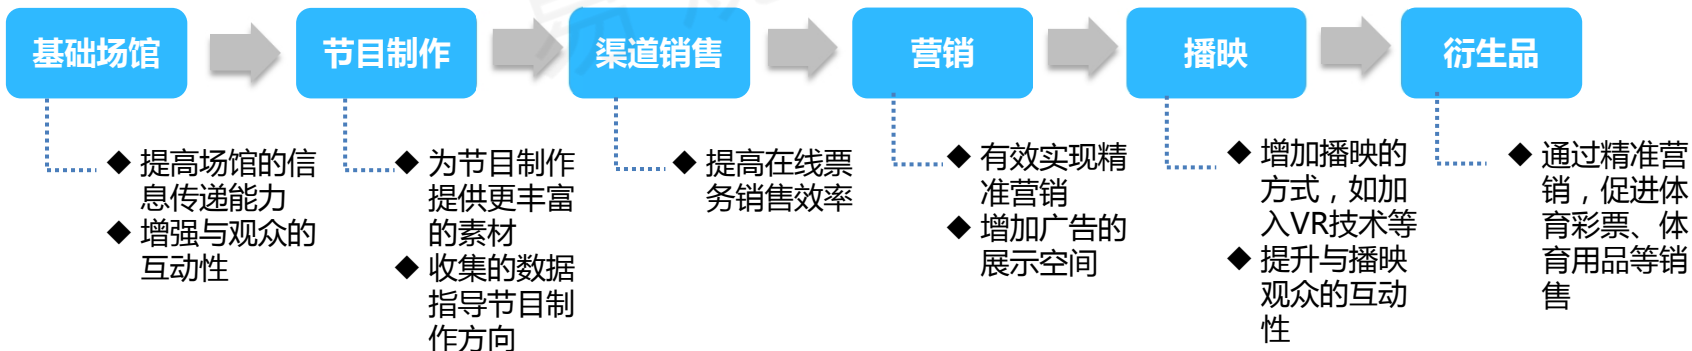 基础场馆
节目制作
渠道销售
营销
播映
衍生品
◆ 提高场馆的信
息传递能力
◆ 增强与观众的
互动性
◆ 为节目制作
提供更丰富
的素材
◆ 收集的数据
指导节目制
作方向
◆ 提高在线票
务销售效率
◆ 有效实现精
准营销
◆ 增加广告的
展示空间
◆ 增加播映的
方式，如加
入VR技术等
◆ 提升与播映
观众的互动
性
◆ 通过精准营
销，促进体
育彩票、体
育用品等销
售